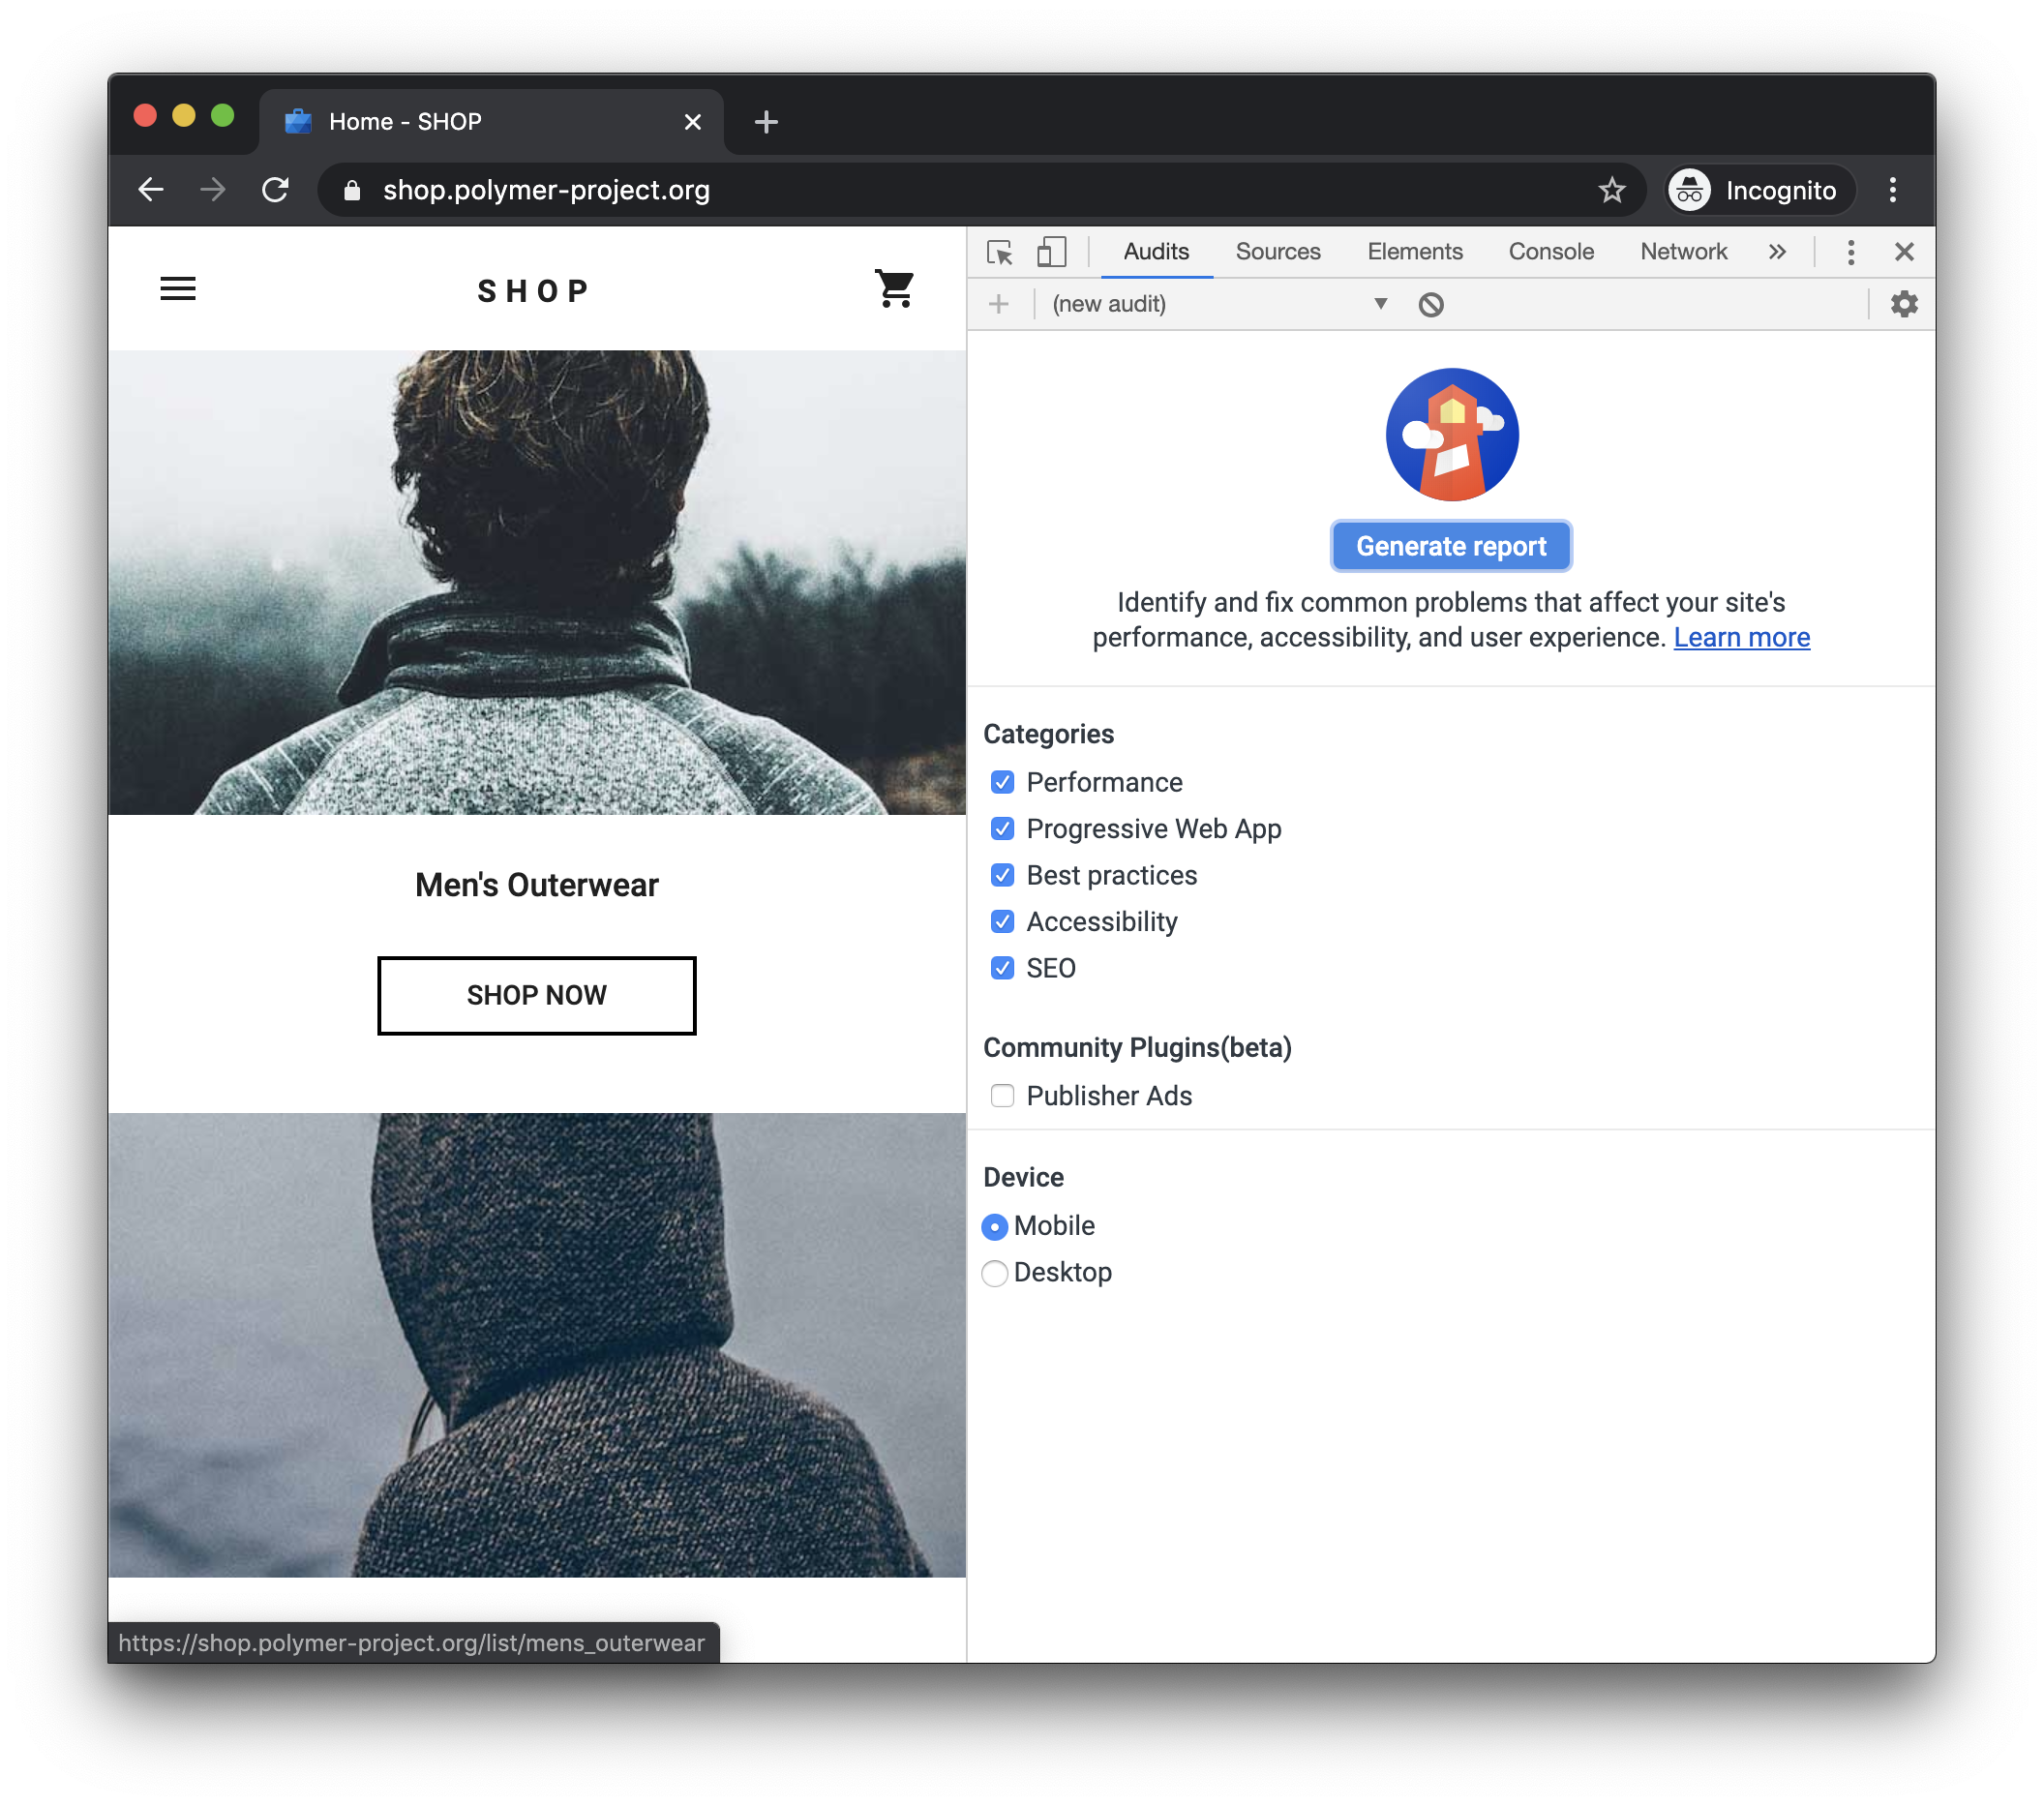 Home - SHOP
shop.polymer-project.org
Incognito
SHOP
Men's Outerwear
SHOP NOW
https://shop.polymer-project.org/list/mens_outerwear
Audits Sources Elements Console Network
(new audit)
Generate report
Identify and fix common problems that affect your site's
performance, accessibility, and user experience. Learn more
Categories
Performance
Progressive Web App
Best practices
Accessibility
SEO
Community Plugins(beta)
Publisher Ads
Device
Mobile
Desktop